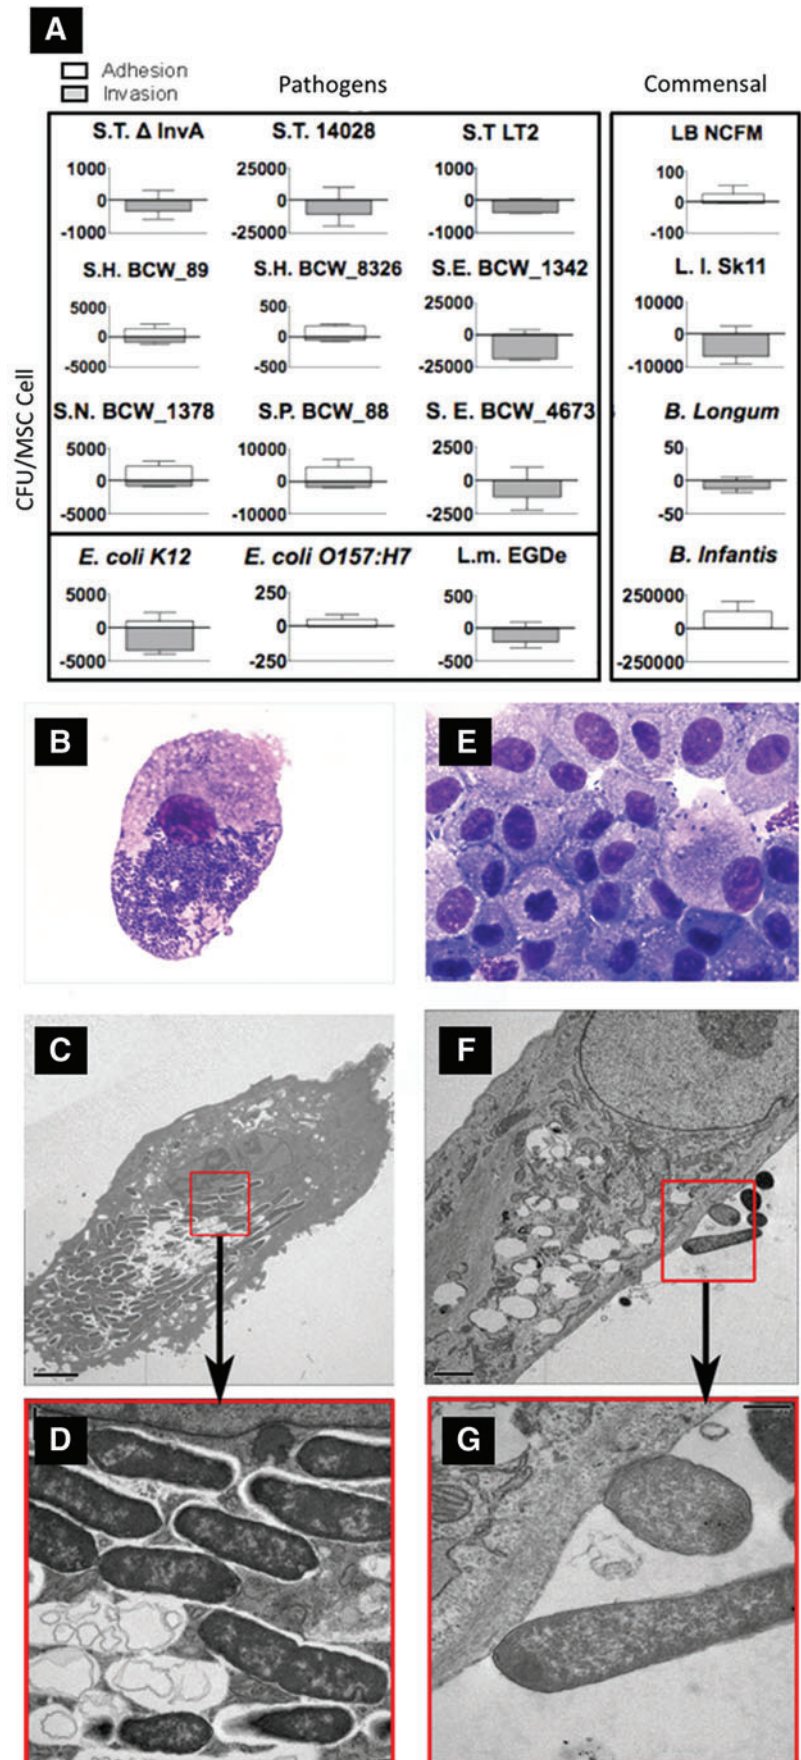 A
Adhesion
Invasion
Pathogens
Commensal
CFU/MSC Cell
S.T. Δ InvA
S.T. 14028
S.T LT2
LB NCFM
1000
0
-1000
25000
0
-25000
1000
0
-1000
100
0
-100
S.H. BCW_89
S.H. BCW_8326
S.E. BCW_1342
L. l. Sk11
5000
0
-5000
500
0
-500
25000
0
-25000
10000
0
-10000
S.N. BCW_1378
S.P. BCW_88
S. E. BCW_4673
B. Longum
5000
0
-5000
10000
0
-10000
2500
0
-2500
50
0
-50
E. coli K12
E. coli O157:H7
L.m. EGDe
B. Infantis
5000
0
-5000
250
0
-250
500
0
-500
250000
0
-250000
B
E
C
F
D
G